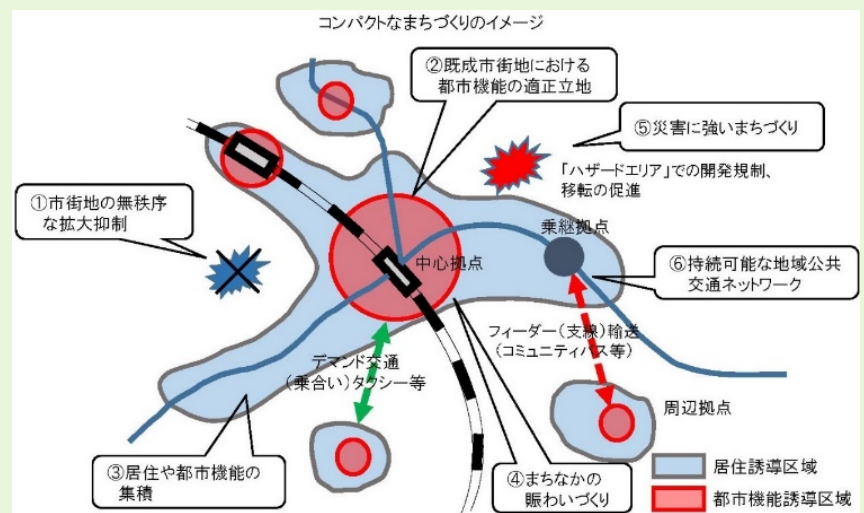 コンパクトなまちづくりのイメージ
②既成市街地における
都市機能の適正立地
⑤災害に強いまちづくり
「ハザードエリア」での開発規制、
移転の促進
①市街地の無秩序
な拡大抑制
乗継拠点
中心拠点
⑥持続可能な地域公共
交通ネットワーク
フィーダー(支線)輸送
(コミュニティバス等)
デマンド交通
(乗合い)タクシー等
周辺拠点
③居住や都市機能の
集積
④まちなかの
賑わいづくり
居住誘導区域
都市機能誘導区域